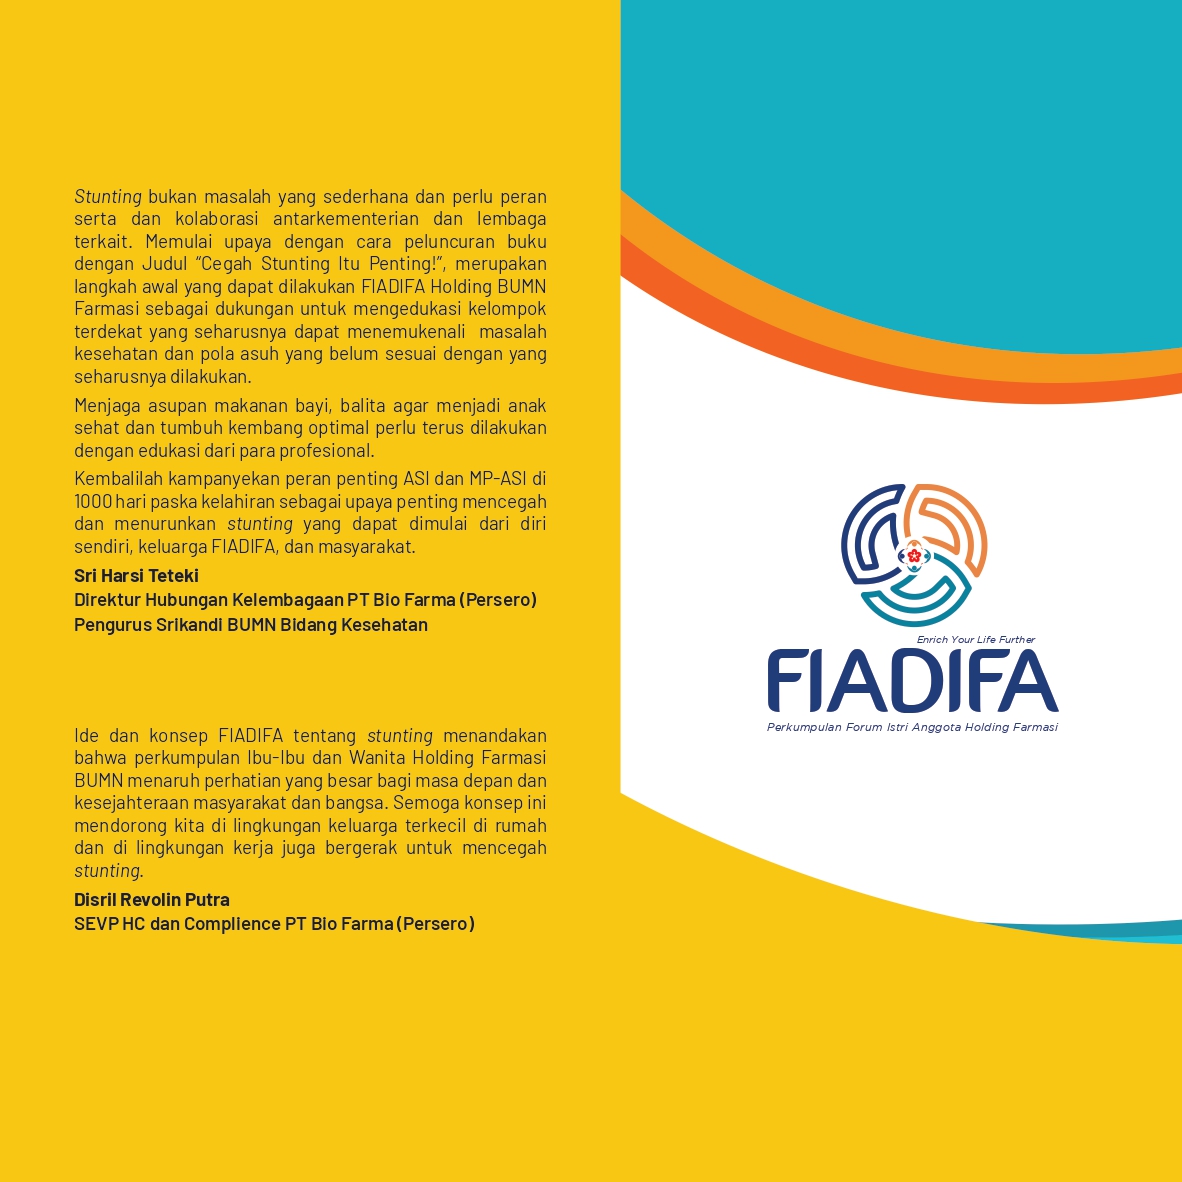 Stunting bukan masalah yang sederhana dan perlu peran
serta dan kolaborasi antarkementerian dan lembaga
terkait. Memulai upaya dengan cara peluncuran buku
dengan Judul “Cegah Stunting Itu Penting!”, merupakan
langkah awal yang dapat dilakukan FIADIFA Holding BUMN
Farmasi sebagai dukungan untuk mengedukasi kelompok
terdekat yang seharusnya dapat menemukenali masalah
kesehatan dan pola asuh yang belum sesuai dengan yang
seharusnya dilakukan.
Menjaga asupan makanan bayi, balita agar menjadi anak
sehat dan tumbuh kembang optimal perlu terus dilakukan
dengan edukasi dari para profesional.
Kembalilah kampanyekan peran penting ASI dan MP-ASI di
1000 hari paska kelahiran sebagai upaya penting mencegah
dan menurunkan stunting yang dapat dimulai dari diri
sendiri, keluarga FIADIFA, dan masyarakat.
Sri Harsi Teteki
Direktur Hubungan Kelembagaan PT Bio Farma (Persero)
Pengurus Srikandi BUMN Bidang Kesehatan
Ide dan konsep FIADIFA tentang stunting menandakan
bahwa perkumpulan Ibu-Ibu dan Wanita Holding Farmasi
BUMN menaruh perhatian yang besar bagi masa depan dan
kesejahteraan masyarakat dan bangsa. Semoga konsep ini
mendorong kita di lingkungan keluarga terkecil di rumah
dan di lingkungan kerja juga bergerak untuk mencegah
stunting.
Disril Revolin Putra
SEVP HC dan Complience PT Bio Farma (Persero)
Enrich Your Life Further
FIADIFA
Perkumpulan Forum Istri Anggota Holding Farmasi